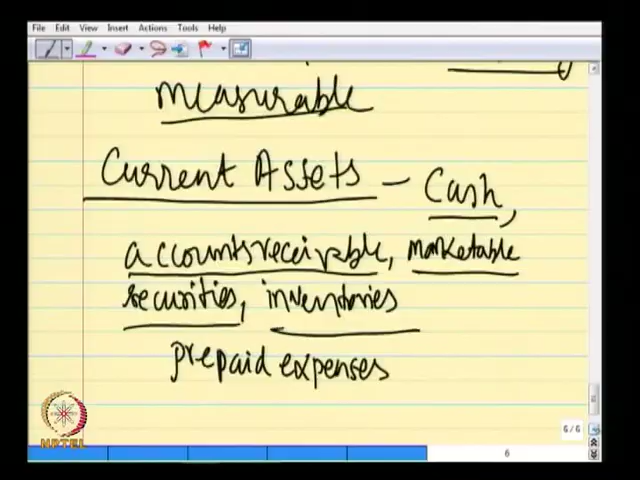 File Edit View Insert Actions Tools Help
measurable
Current Assets – Cash,
accounts receivable, marketable
securities, inventories
prepaid expenses
NPTEL
6/6
6